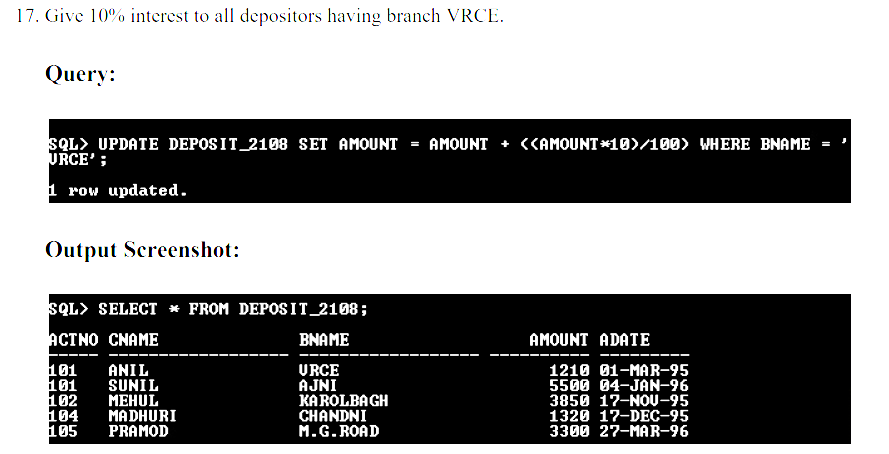 17. Give 10% interest to all depositors having branch VRCE.
Query:
SQL> UPDATE DEPOSIT_2108 SET AMOUNT = AMOUNT + ((AMOUNT*10)/100) WHERE BNAME = '
VRCE';
1 row updated.
Output Screenshot:
SQL> SELECT * FROM DEPOSIT_2108;
ACTNO CNAME BNAME AMOUNT ADATE
----- ------------------ ------------------ ---------- ---------
101 ANIL VRCE 1210 01-MAR-95
101 SUNIL AJNI 5500 04-JAN-96
102 MEHUL KAROLBAGH 3850 17-NOV-95
104 MADHURI CHANDNI 1320 17-DEC-95
105 PRAMOD M.G.ROAD 3300 27-MAR-96